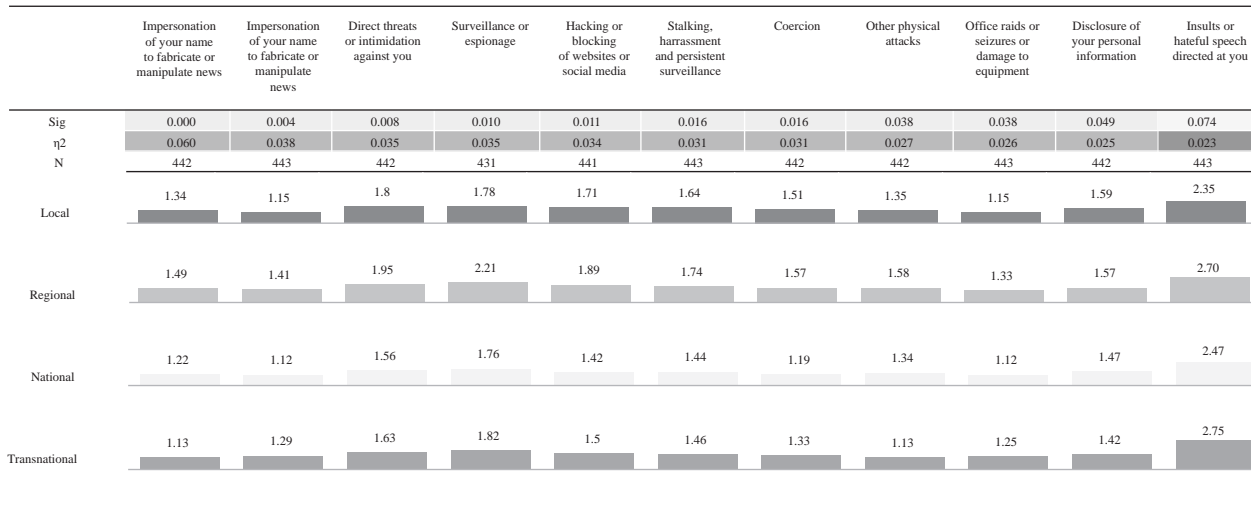 Impersonation of your name to fabricate or manipulate news
Impersonation of your name to fabricate or manipulate news
Direct threats or intimidation against you
Surveillance or espionage
Hacking or blocking of websites or social media
Stalking, harrassment and persistent surveillance
Coercion
Other physical attacks
Office raids or seizures or damage to equipment
Disclosure of your personal information
Insults or hateful speech directed at you
Sig 0.000 0.004 0.008 0.010 0.011 0.016 0.016 0.038 0.038 0.049 0.074
η2 0.060 0.038 0.035 0.035 0.034 0.031 0.031 0.027 0.026 0.025 0.023
N 442 443 442 431 441 443 442 442 443 442 443
Local 1.34 1.15 1.8 1.78 1.71 1.64 1.51 1.35 1.15 1.59 2.35
Regional 1.49 1.41 1.95 2.21 1.89 1.74 1.57 1.58 1.33 1.57 2.70
National 1.22 1.12 1.56 1.76 1.42 1.44 1.19 1.34 1.12 1.47 2.47
Transnational 1.13 1.29 1.63 1.82 1.5 1.46 1.33 1.13 1.25 1.42 2.75